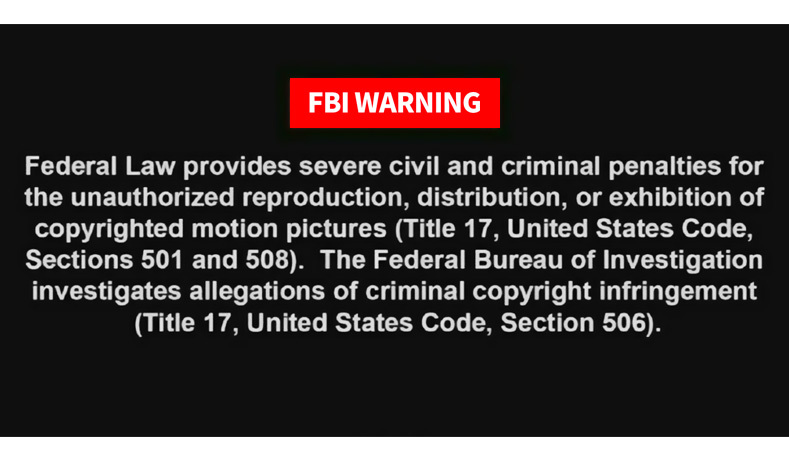 FBI WARNING
Federal Law provides severe civil and criminal penalties for
the unauthorized reproduction, distribution, or exhibition of
copyrighted motion pictures (Title 17, United States Code,
Sections 501 and 508).  The Federal Bureau of Investigation
investigates allegations of criminal copyright infringement
(Title 17, United States Code, Section 506).